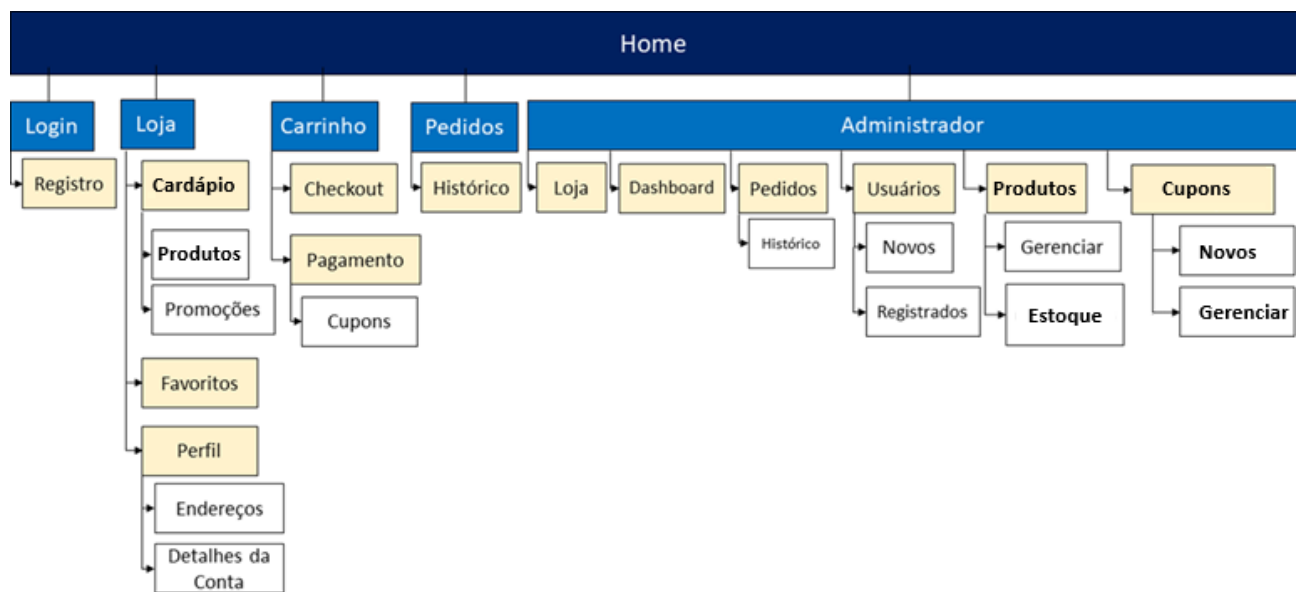 Home
Login
Loja
Carrinho
Pedidos
Administrador
Registro
Cardápio
Produtos
Promoções
Favoritos
Perfil
Endereços
Detalhes da
Conta
Checkout
Pagamento
Cupons
Histórico
Loja
Dashboard
Pedidos
Histórico
Usuários
Novos
Registrados
Produtos
Gerenciar
Estoque
Cupons
Novos
Gerenciar